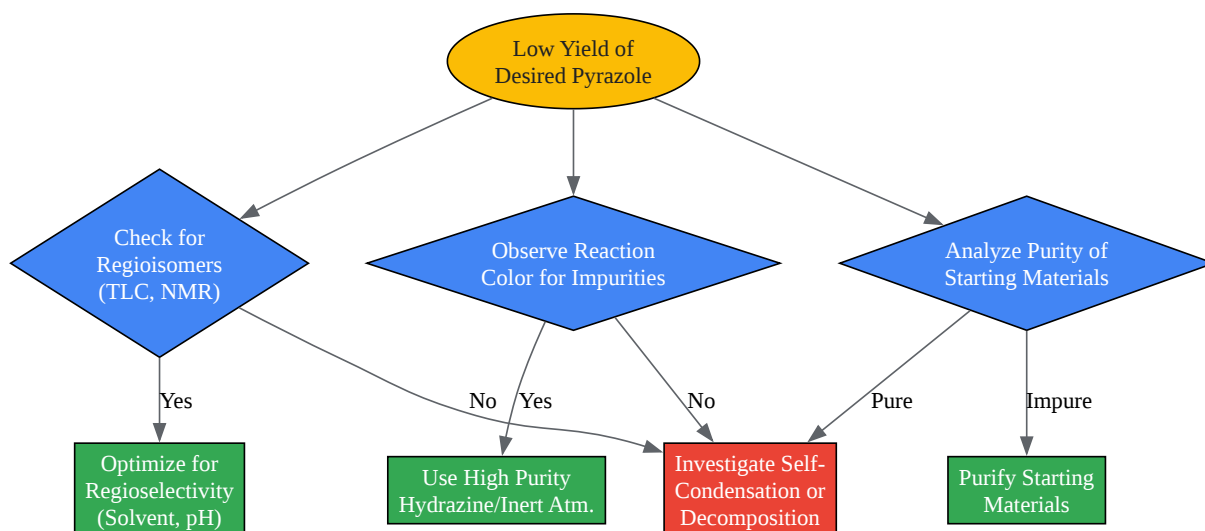 Low Yield of
Desired Pyrazole
Check for
Regioisomers
(TLC, NMR)
Observe Reaction
Color for Impurities
Analyze Purity of
Starting Materials
Yes
No
Yes
No
Pure
Impure
Optimize for
Regioselectivity
(Solvent, pH)
Use High Purity
Hydrazine/Inert Atm.
Investigate Self-
Condensation or
Decomposition
Purify Starting
Materials